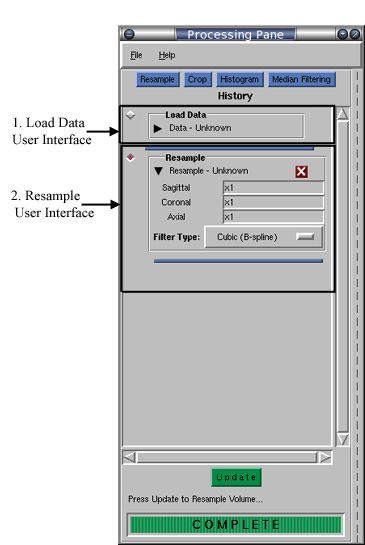 Processing Pane
File Help
Resample Crop Histogram Median Filtering
History
1. Load Data
User Interface
Load Data
Data - Unknown
2. Resample
User Interface
Resample
Resample - Unknown
Sagittal x1
Coronal x1
Axial x1
Filter Type: Cubic (B-spline)
Update
Press Update to Resample Volume...
COMPLETE